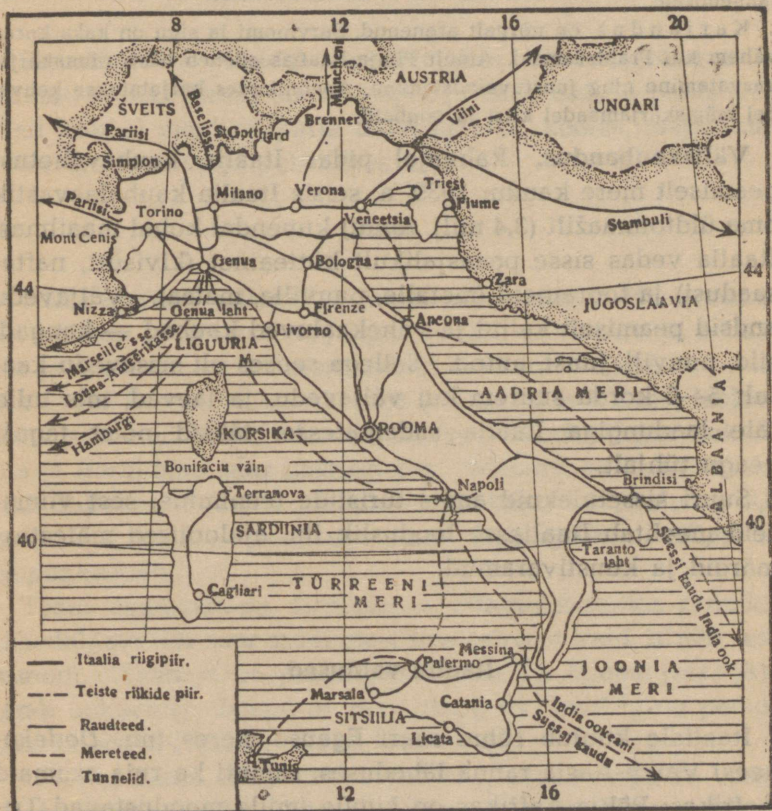 8 12 16 20
Müncheni
AUSTRIA
UNGARI
ŠVEITS
Baselisse
Pariisi
St. Gotthard
Brenner
Viini
Simplon
Milano
Verona
Triest
Pariisi
Torino
Veneetsia
Fiume
Stambuli
Mont Cenis
Genua
Bologna
44
44
Zara
Nizza
Genua laht
Firenze
Ancona
JUGOSLAAVIA
Marseille'sse
LIGUURIA
Livorno
Lõuna-Ameerikasse
M.
AADRIA MERI
Hamburgi
KORSIKA
ROOMA
ALBAANIA
Bonifaciu väin
Terranova
Napoli
Brindisi
SARDIINIA
40
40
Taranto
laht
Suessi kaudu India ook.
Cagliari
TÜRREENI
MERI
Itaalia riigipiir.
Teiste riikide piir.
Raudteed.
Mereteed.
Tunnelid.
Palermo
Messina
JOONIA
MERI
Marsala
Catania
SITSIILIA
Licata
India ookeani
Suessi kaudu
Tunis
12 16